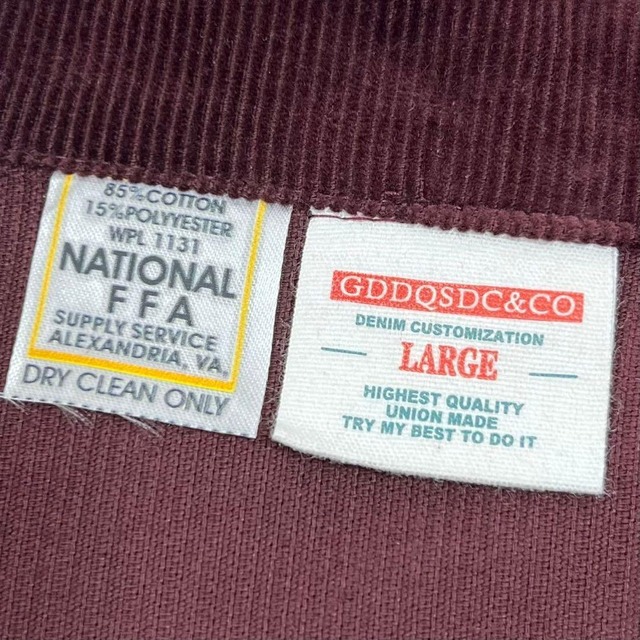 85% COTTON
15% POLYYESTER
WPL 1131
NATIONAL
FFA
SUPPLY SERVICE
ALEXANDRIA, VA.
DRY CLEAN ONLY
GDDQSDC&CO
DENIM CUSTOMIZATION
LARGE
HIGHEST QUALITY
UNION MADE
TRY MY BEST TO DO IT